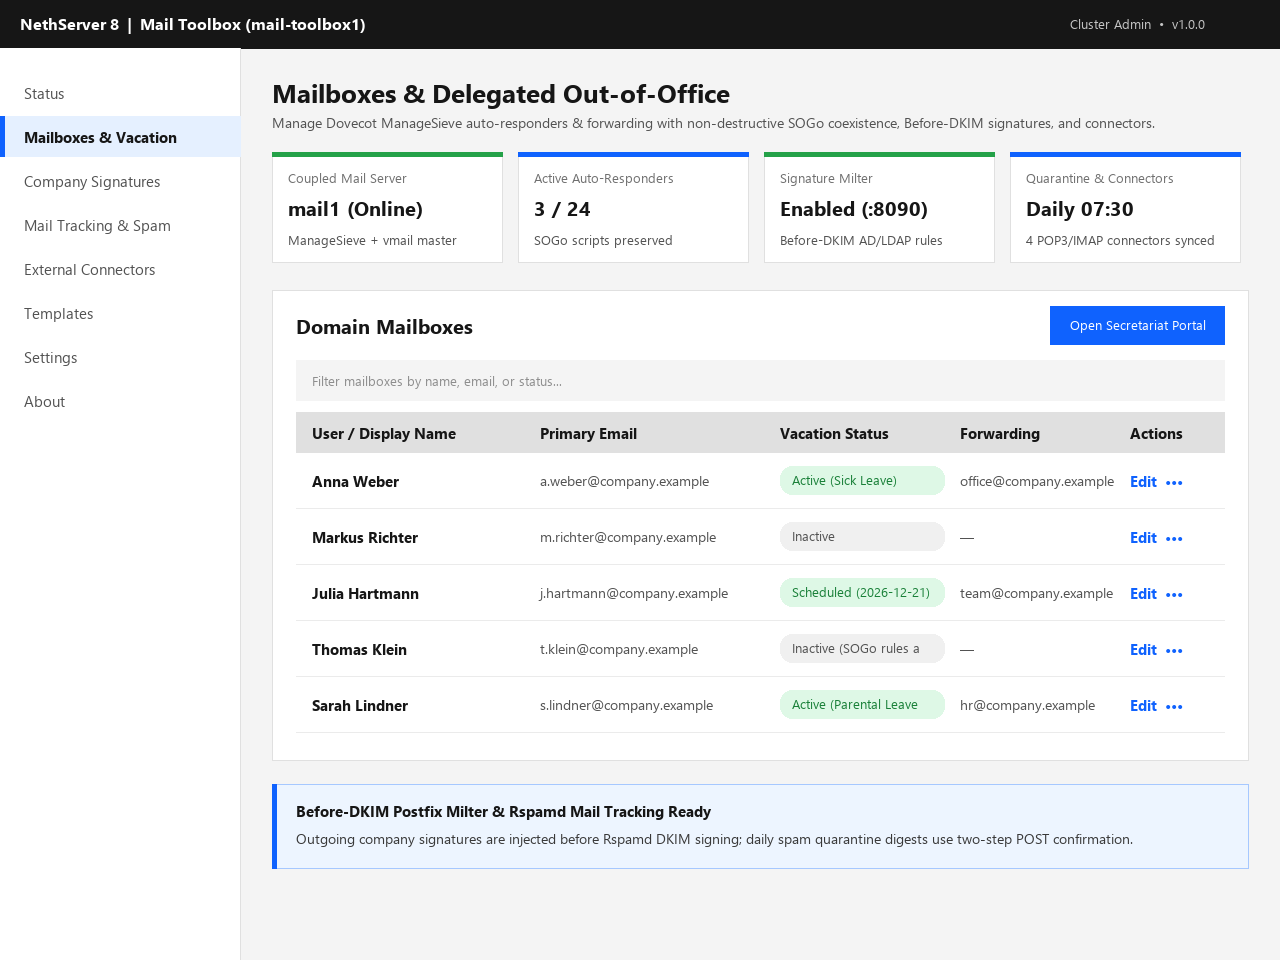 NethServer 8 | Mail Toolbox (mail-toolbox1)
Cluster Admin • v1.0.0
Status
Mailboxes & Vacation
Company Signatures
Mail Tracking & Spam
External Connectors
Templates
Settings
About
Mailboxes & Delegated Out-of-Office
Manage Dovecot ManageSieve auto-responders & forwarding with non-destructive SOGo coexistence, Before-DKIM signatures, and connectors.
Coupled Mail Server
mail1 (Online)
ManageSieve + vmail master
Active Auto-Responders
3 / 24
SOGo scripts preserved
Signature Milter
Enabled (:8090)
Before-DKIM AD/LDAP rules
Quarantine & Connectors
Daily 07:30
4 POP3/IMAP connectors synced
Domain Mailboxes
Open Secretariat Portal
Filter mailboxes by name, email, or status...
User / Display Name Primary Email Vacation Status Forwarding Actions
Anna Weber a.weber@company.example Active (Sick Leave) office@company.example Edit •••
Markus Richter m.richter@company.example Inactive — Edit •••
Julia Hartmann j.hartmann@company.example Scheduled (2026-12-21) team@company.example Edit •••
Thomas Klein t.klein@company.example Inactive (SOGo rules a — Edit •••
Sarah Lindner s.lindner@company.example Active (Parental Leave hr@company.example Edit •••
Before-DKIM Postfix Milter & Rspamd Mail Tracking Ready
Outgoing company signatures are injected before Rspamd DKIM signing; daily spam quarantine digests use two-step POST confirmation.